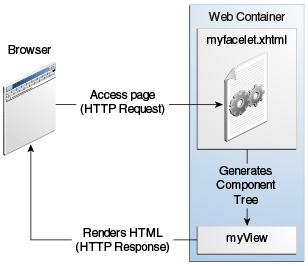 Web Container
Browser
myfacelet.xhtml
Access page
(HTTP Request)
Generates
Component
Tree
Renders HTML
(HTTP Response)
myView